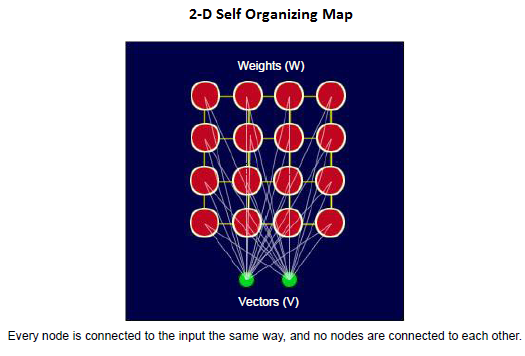 2-D Self Organizing Map
Weights (W)
Vectors (V)
Every node is connected to the input the same way, and no nodes are connected to each other.